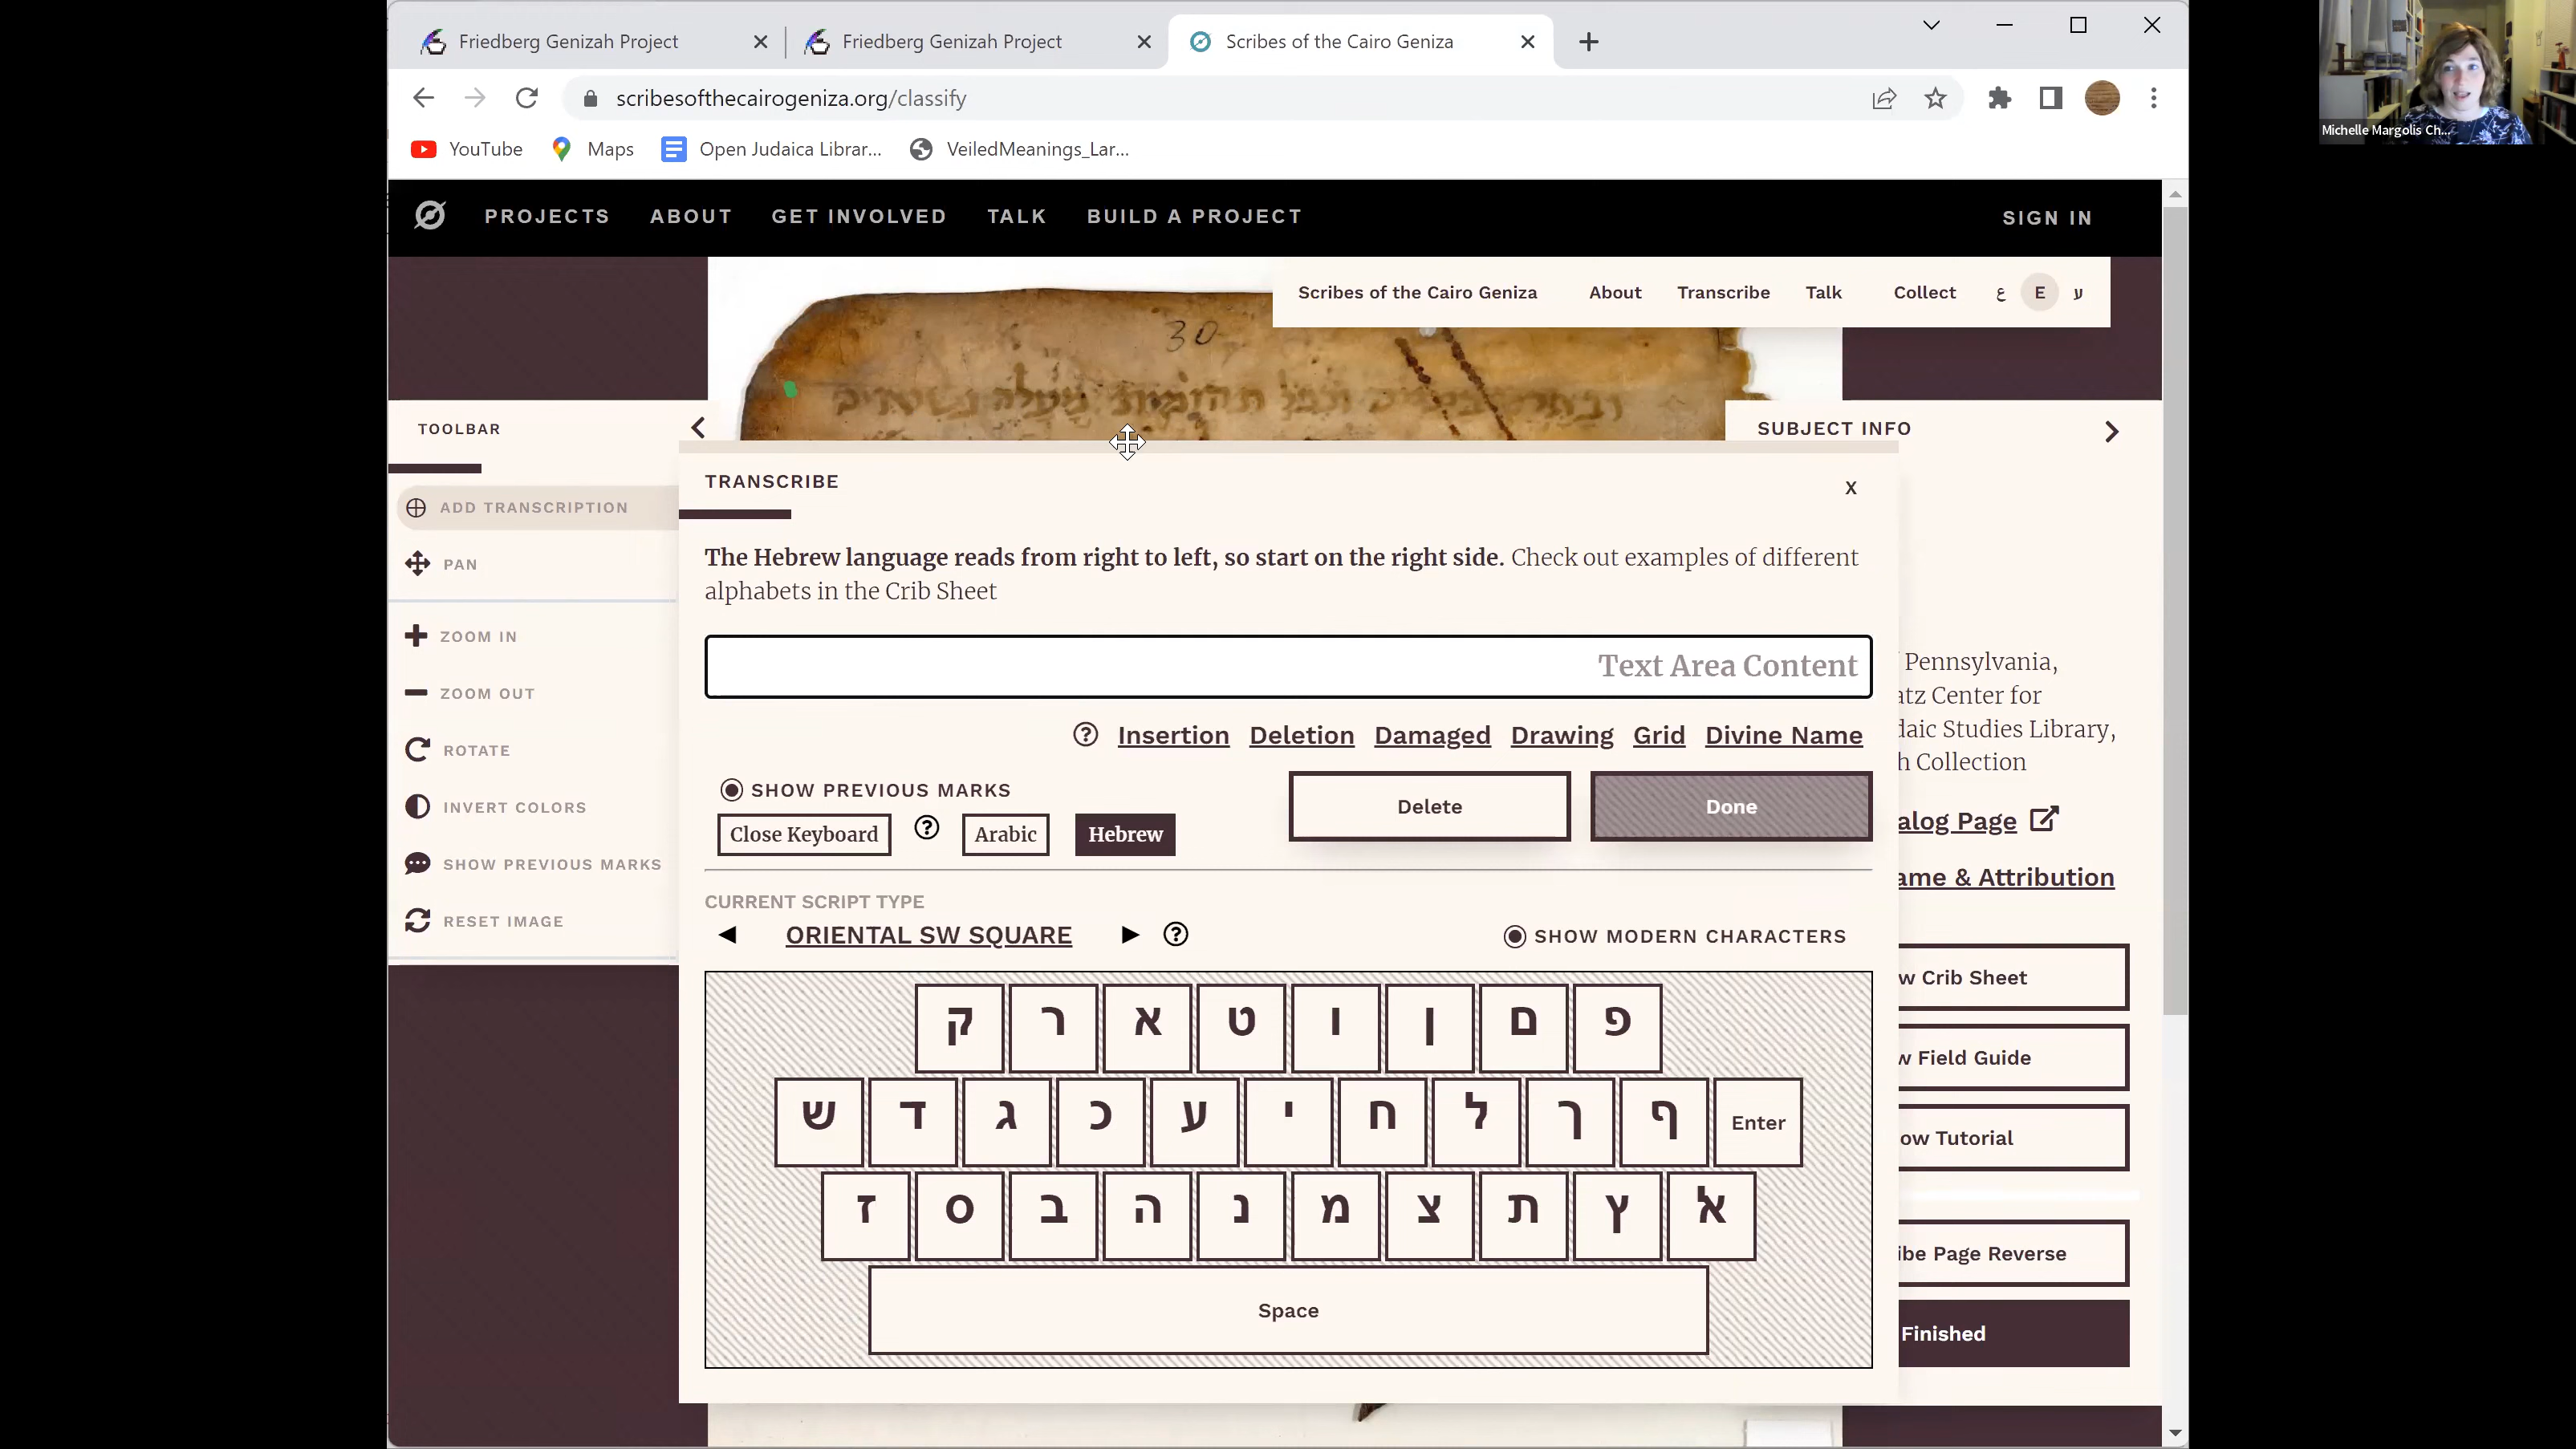 Friedberg Genizah Project
Friedberg Genizah Project
Scribes of the Cairo Geniza
scribesofthecairogeniza.org/classify
YouTube
Maps
Open Judaica Librar...
VeiledMeanings_Lar...
Michelle Margolis Ch...
PROJECTS ABOUT GET INVOLVED TALK BUILD A PROJECT SIGN IN
Scribes of the Cairo Geniza About Transcribe Talk Collect ع E ע
30
TOOLBAR
ADD TRANSCRIPTION
PAN
ZOOM IN
ZOOM OUT
ROTATE
INVERT COLORS
SHOW PREVIOUS MARKS
RESET IMAGE
TRANSCRIBE
X
The Hebrew language reads from right to left, so start on the right side. Check out examples of different
alphabets in the Crib Sheet
Text Area Content
? Insertion Deletion Damaged Drawing Grid Divine Name
SHOW PREVIOUS MARKS
Close Keyboard ? Arabic Hebrew
Delete Done
CURRENT SCRIPT TYPE
ORIENTAL SW SQUARE ? SHOW MODERN CHARACTERS
ק ר א ט ו ן ם פ
ש ד ג כ ע י ח ל ך ף Enter
ז ס ב ה נ מ צ ת ץ ﭏ
Space
SUBJECT INFO
Pennsylvania,
atz Center for
daic Studies Library,
h Collection
alog Page
ame & Attribution
w Crib Sheet
w Field Guide
ow Tutorial
ibe Page Reverse
Finished